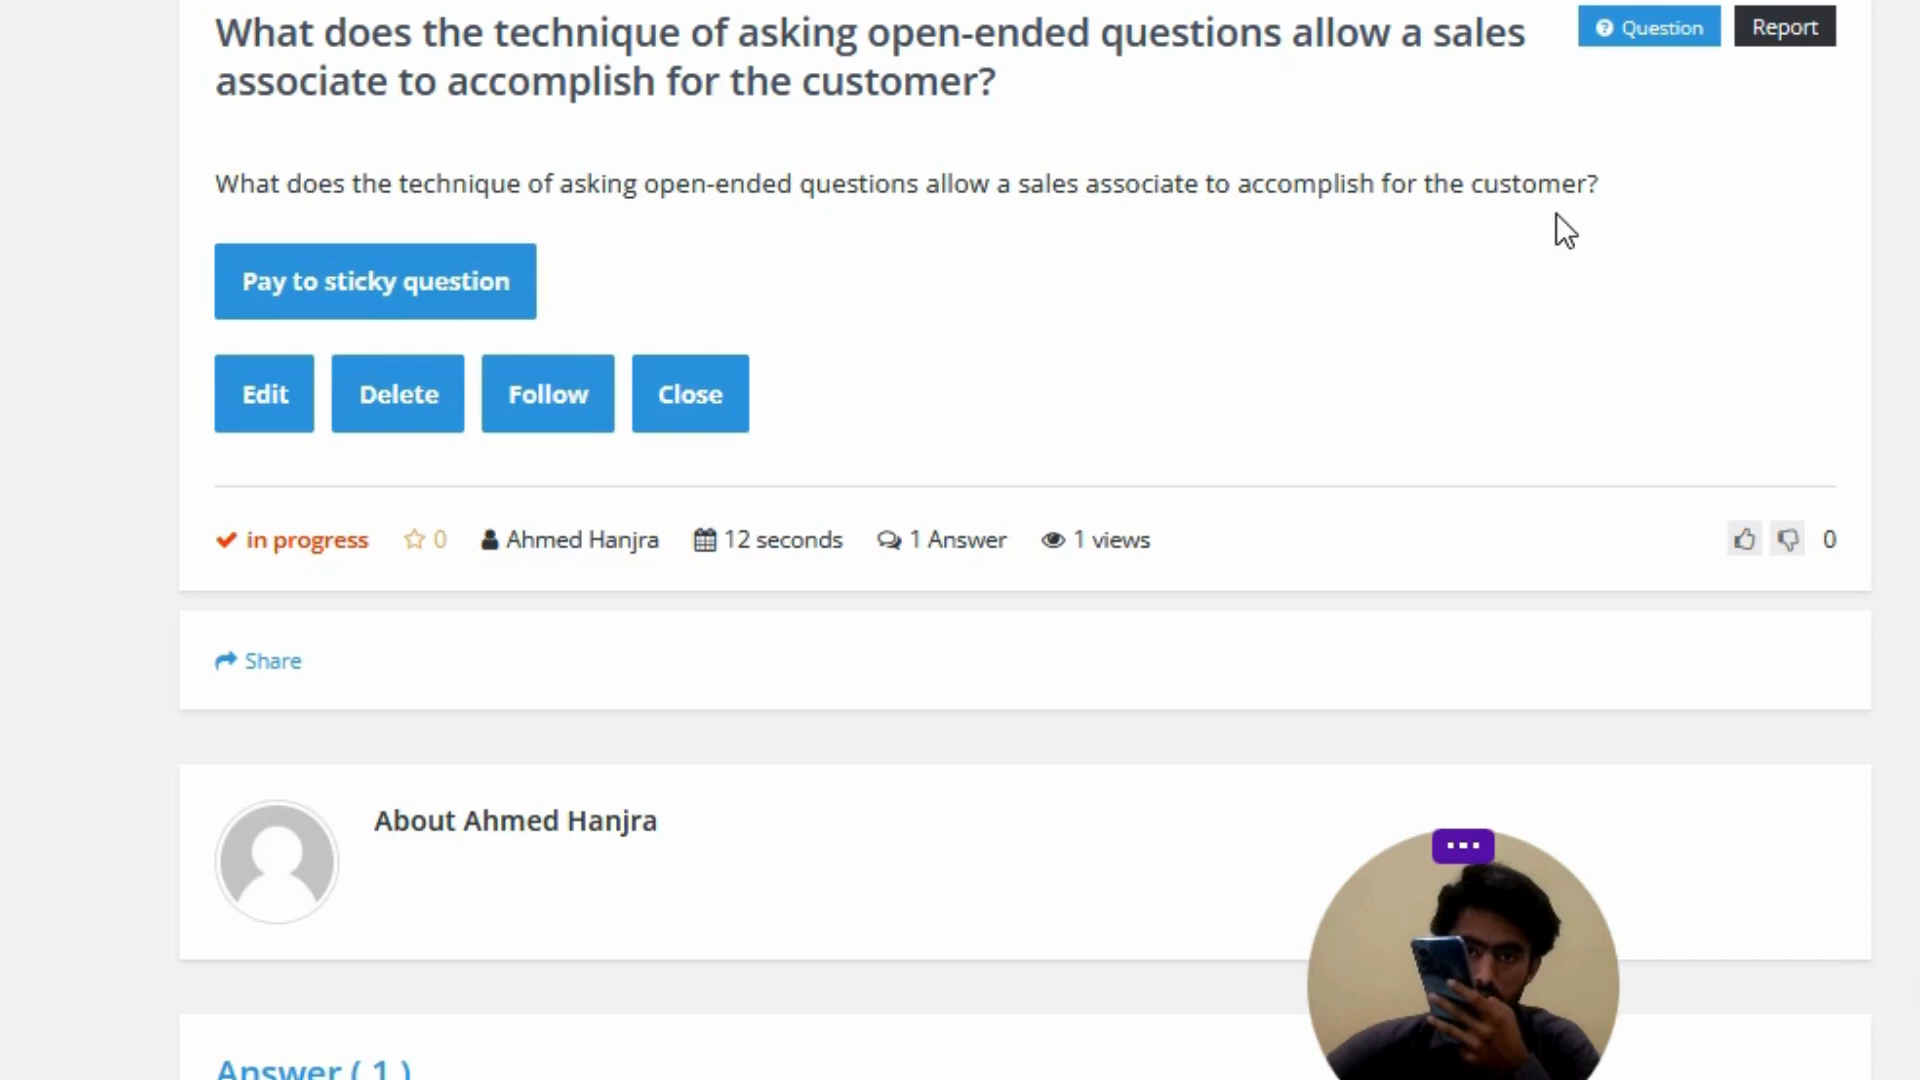 What does the technique of asking open-ended questions allow a sales
associate to accomplish for the customer?
Question
Report
What does the technique of asking open-ended questions allow a sales associate to accomplish for the customer?
Pay to sticky question
Edit
Delete
Follow
Close
in progress
0
Ahmed Hanjra
12 seconds
1 Answer
1 views
0
Share
About Ahmed Hanjra
Answer ( 1 )